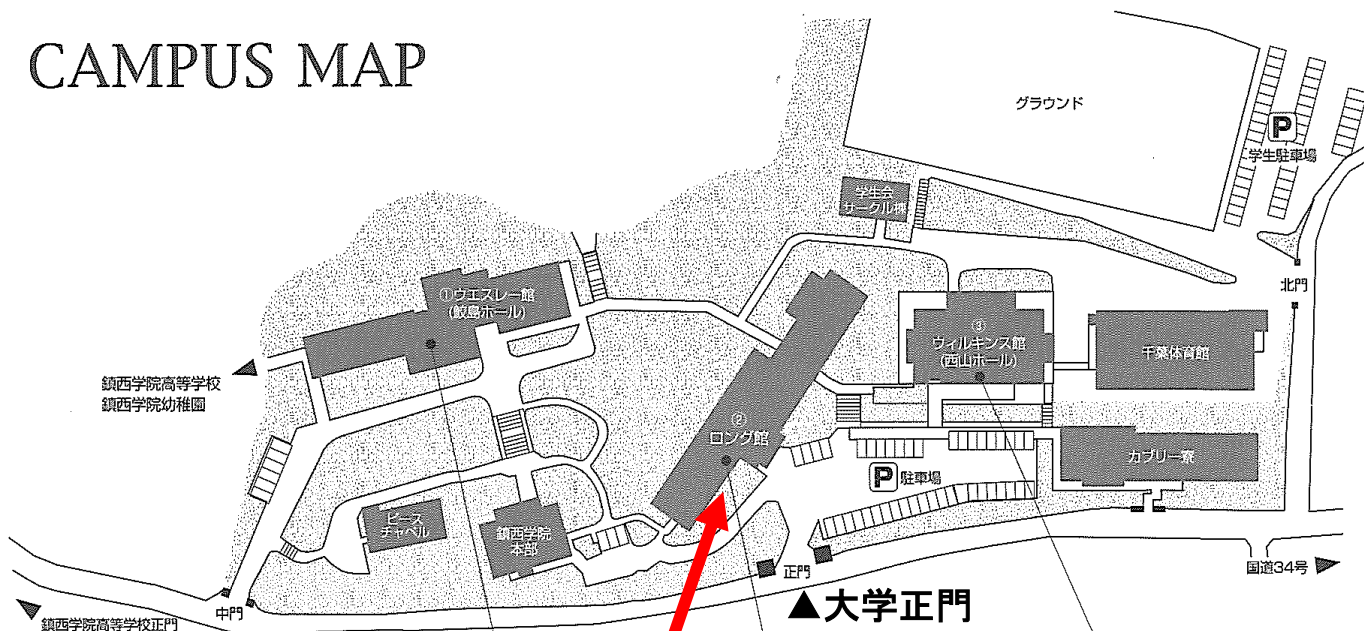 CAMPUS MAP
グラウンド
P
学生駐車場
学生会
サークル棟
北門
①ウエスレー館
(鮫島ホール)
③
ウィルキンス館
(西山ホール)
千葉体育館
鎮西学院高等学校
鎮西学院幼稚園
②
ロング館
カブリー寮
P 駐車場
ピース
チャペル
鎮西学院
本部
正門
国道34号
中門
▲大学正門
鎮西学院高等学校正門